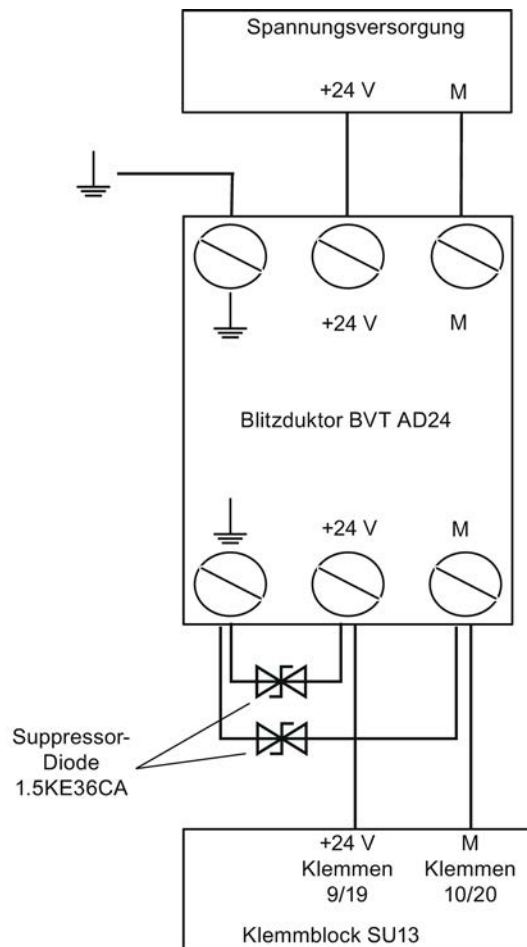 Spannungsversorgung
+24 V M
+24 V M
Blitzduktor BVT AD24
+24 V M
Suppressor-
Diode
1.5KE36CA
+24 V M
Klemmen Klemmen
9/19 10/20
Klemmblock SU13